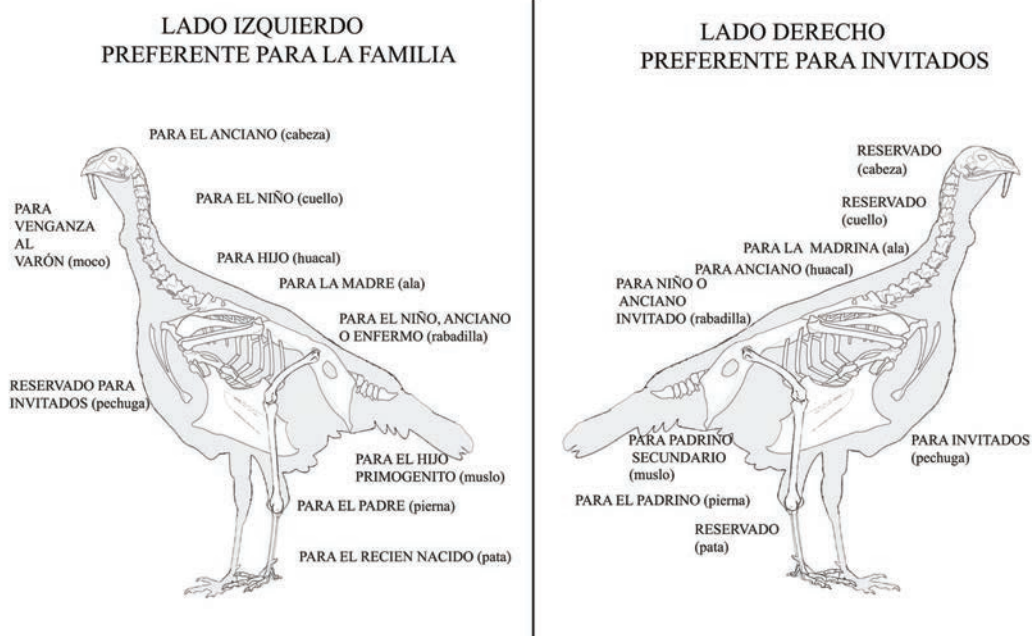 LADO IZQUIERDO
PREFERENTE PARA LA FAMILIA
PARA EL ANCIANO (cabeza)
PARA EL NIÑO (cuello)
PARA
VENGANZA
AL
VARÓN (moco)
PARA HIJO (huacal)
PARA LA MADRE (ala)
PARA EL NIÑO, ANCIANO
O ENFERMO (rabadilla)
RESERVADO PARA
INVITADOS (pechuga)
PARA EL HIJO
PRIMOGENITO (muslo)
PARA EL PADRE (pierna)
PARA EL RECIEN NACIDO (pata)
LADO DERECHO
PREFERENTE PARA INVITADOS
RESERVADO
(cabeza)
RESERVADO
(cuello)
PARA LA MADRINA (ala)
PARA ANCIANO (huacal)
PARA NIÑO O
ANCIANO
INVITADO (rabadilla)
PARA PADRINO
SECUNDARIO
(muslo)
PARA INVITADOS
(pechuga)
PARA EL PADRINO (pierna)
RESERVADO
(pata)